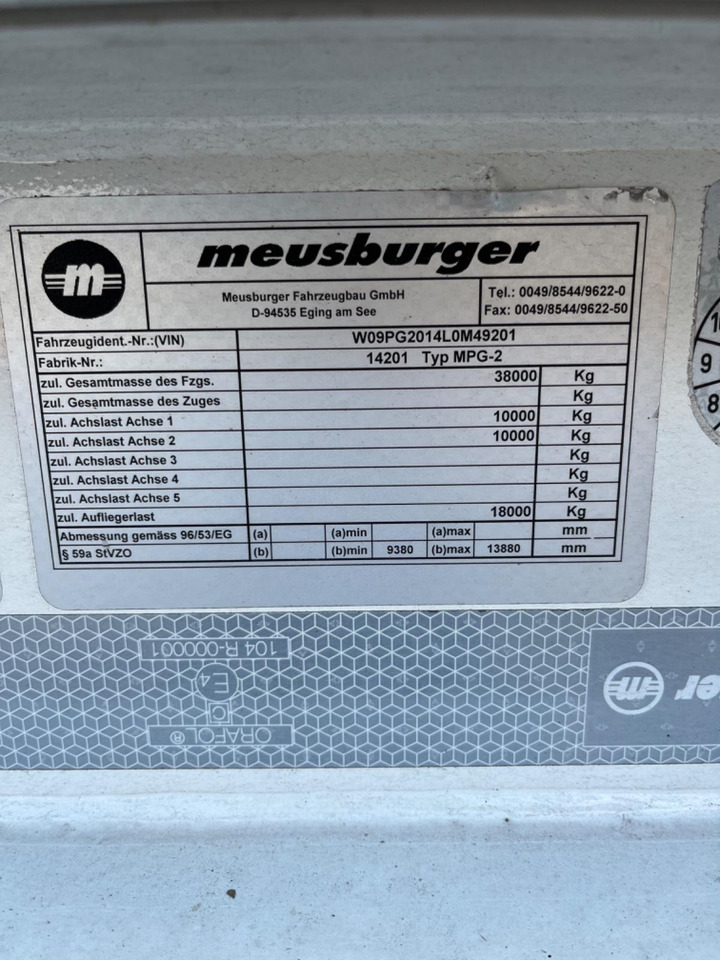 m
meusburger
Meusburger Fahrzeugbau GmbH
D-94535 Eging am See
Tel.: 0049/8544/9622-0
Fax: 0049/8544/9622-50
Fahrzeugident.-Nr.:(VIN) W09PG2014L0M49201
Fabrik-Nr.: 14201 Typ MPG-2
zul. Gesamtmasse des Fzgs. 38000 Kg
zul. Gesamtmasse des Zuges Kg
zul. Achslast Achse 1 10000 Kg
zul. Achslast Achse 2 10000 Kg
zul. Achslast Achse 3 Kg
zul. Achslast Achse 4 Kg
zul. Achslast Achse 5 Kg
zul. Aufliegerlast 18000 Kg
Abmessung gemäss 96/53/EG (a) (a)min (a)max mm
§ 59a StVZO (b) (b)min 9380 (b)max 13880 mm
9
8
104 R-000001
E4
C
ORAFOL®
m
er